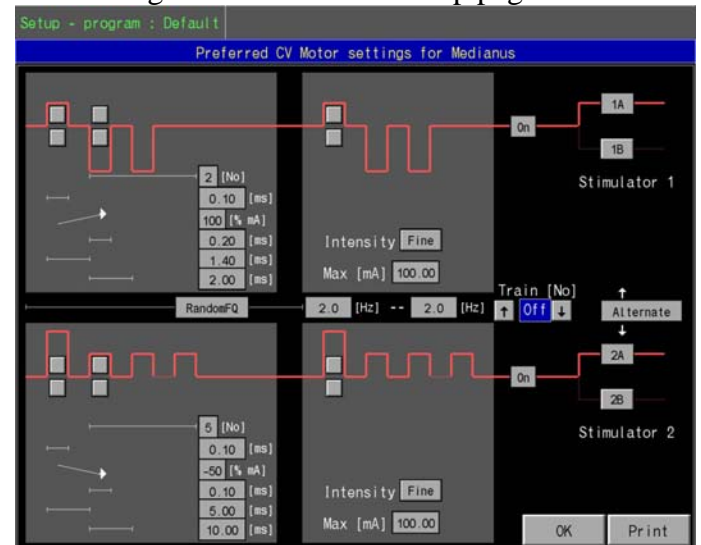 Setup - program : Default
Preferred CV Motor settings for Medianus
1A
On
1B
2 [No]
Stimulator 1
0.10 [ms]
100 [% mA]
0.20 [ms]
Intensity Fine
1.40 [ms]
Max [mA] 100.00
2.00 [ms]
Train [No]
RandomFQ 2.0 [Hz] -- 2.0 [Hz] ↑ Off ↓ ↑ Alternate ↓
2A
On
2B
5 [No]
Stimulator 2
0.10 [ms]
-50 [% mA]
0.10 [ms]
Intensity Fine
5.00 [ms]
Max [mA] 100.00
10.00 [ms]
OK Print